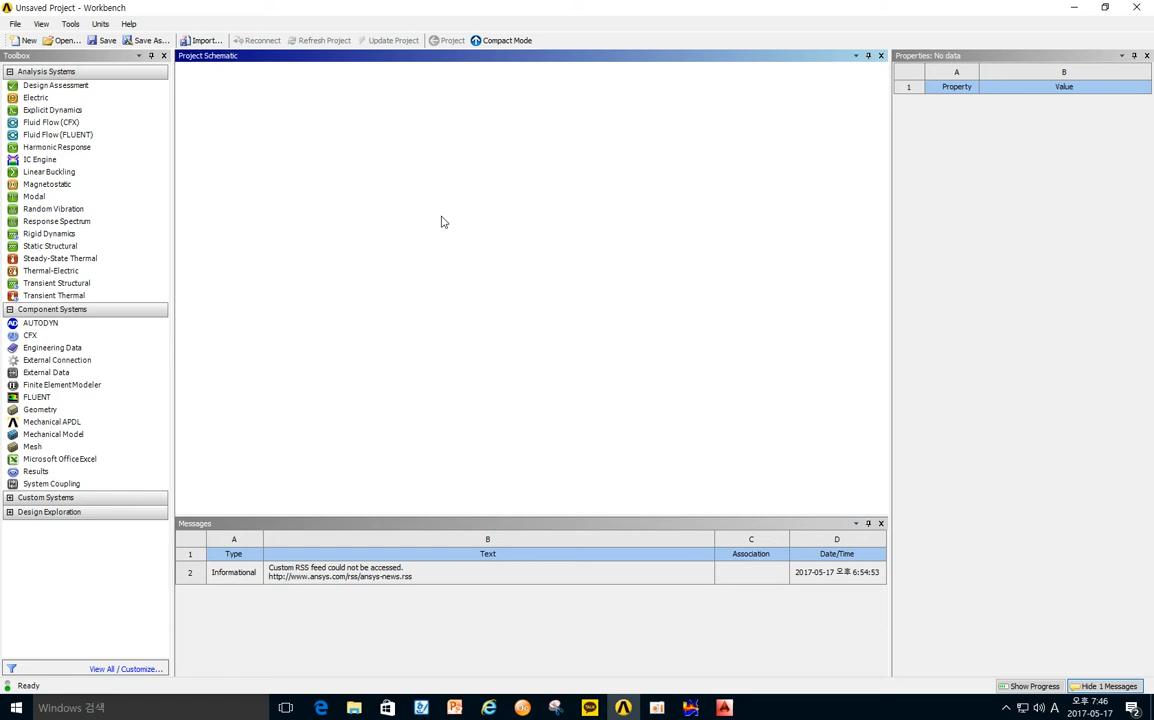 Unsaved Project - Workbench
File View Tools Units Help
New Open... Save Save As... Import... Reconnect Refresh Project Update Project Project Compact Mode
Toolbox
Analysis Systems
Design Assessment
Electric
Explicit Dynamics
Fluid Flow (CFX)
Fluid Flow (FLUENT)
Harmonic Response
IC Engine
Linear Buckling
Magnetostatic
Modal
Random Vibration
Response Spectrum
Rigid Dynamics
Static Structural
Steady-State Thermal
Thermal-Electric
Transient Structural
Transient Thermal
Component Systems
AUTODYN
CFX
Engineering Data
External Connection
External Data
Finite Element Modeler
FLUENT
Geometry
Mechanical APDL
Mechanical Model
Mesh
Microsoft Office Excel
Results
System Coupling
Custom Systems
Design Exploration
View All / Customize...
Project Schematic
Messages
A B C D
1 Type Text Association Date/Time
2 Informational Custom RSS feed could not be accessed. 2017-05-17 오후 6:54:53
http://www.ansys.com/rss/ansys-news.rss
Properties: No data
A B
1 Property Value
Ready
Show Progress Hide 1 Messages
Windows 검색
TALK
A
오후 7:46
2017-05-17
2